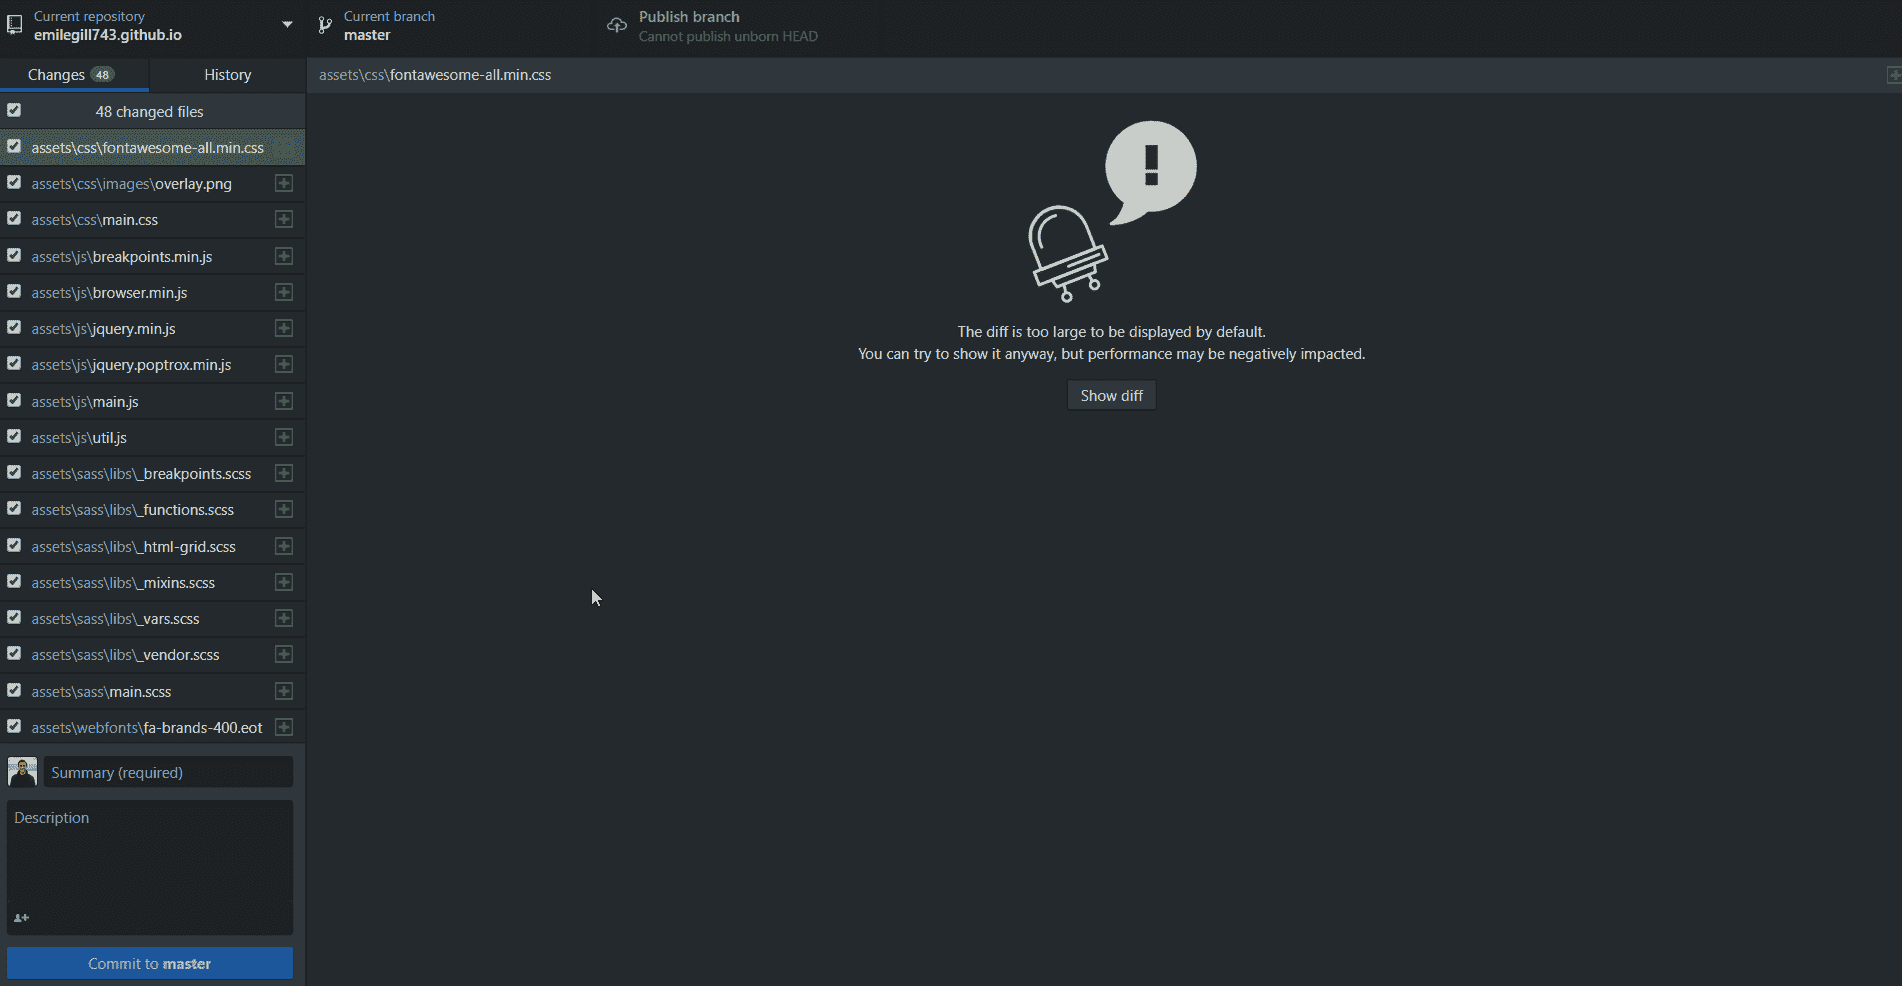 Current repository
emilegill743.github.io
Current branch
master
Publish branch
Cannot publish unborn HEAD
Changes 48
History
assets\css\fontawesome-all.min.css
48 changed files
assets\css\fontawesome-all.min.css
assets\css\images\overlay.png
assets\css\main.css
assets\js\breakpoints.min.js
assets\js\browser.min.js
assets\js\jquery.min.js
assets\js\jquery.poptrox.min.js
assets\js\main.js
assets\js\util.js
assets\sass\libs\_breakpoints.scss
assets\sass\libs\_functions.scss
assets\sass\libs\_html-grid.scss
assets\sass\libs\_mixins.scss
assets\sass\libs\_vars.scss
assets\sass\libs\_vendor.scss
assets\sass\main.scss
assets\webfonts\fa-brands-400.eot
Summary (required)
Description
Commit to master
!
The diff is too large to be displayed by default.
You can try to show it anyway, but performance may be negatively impacted.
Show diff